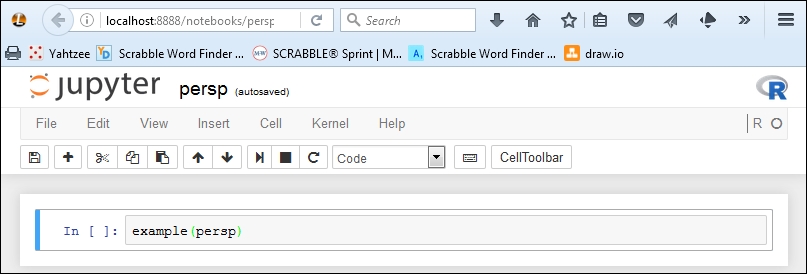 localhost:8888/notebooks/persp
Search
Yahtzee
Scrabble Word Finder ...
M-W
SCRABBLE® Sprint | M...
Scrabble Word Finder ...
draw.io
jupyter persp (autosaved)
R
File Edit View Insert Cell Kernel Help
R
Code
CellToolbar
In [ ]: example(persp)